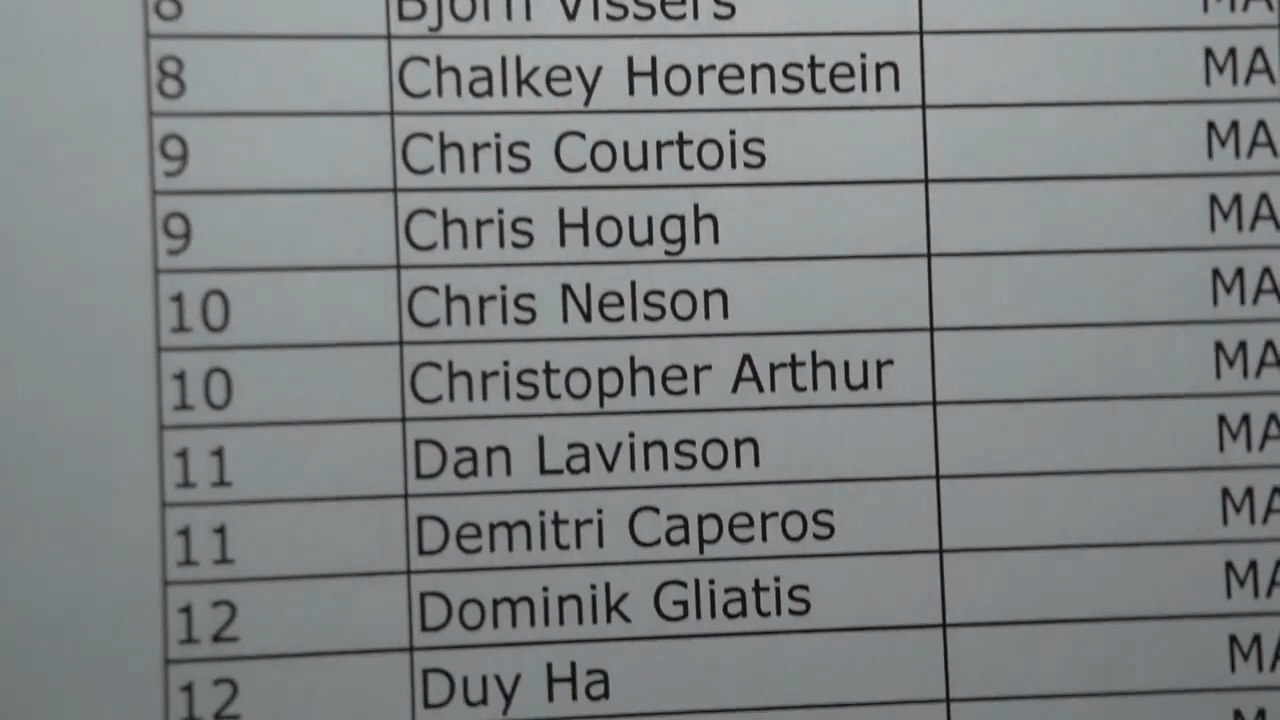 8 Bjorn Vissers MA
8 Chalkey Horenstein MA
9 Chris Courtois MA
9 Chris Hough MA
10 Chris Nelson MA
10 Christopher Arthur MA
11 Dan Lavinson MA
11 Demitri Caperos MA
12 Dominik Gliatis MA
12 Duy Ha MA